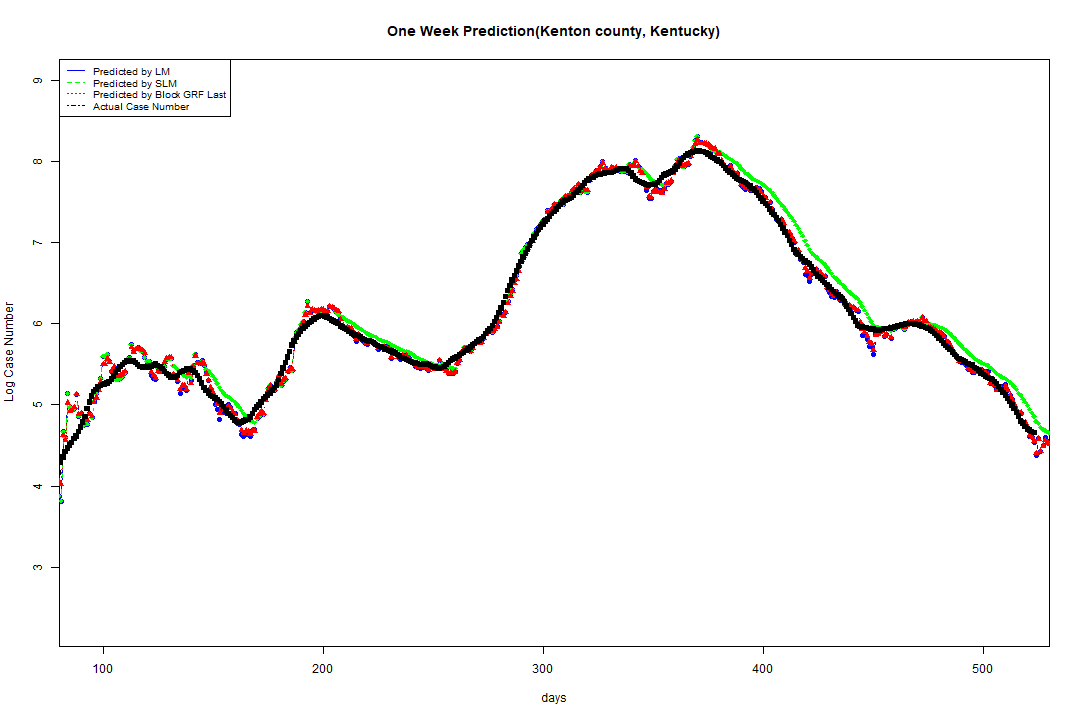 One Week Prediction(Kenton county, Kentucky)
Predicted by LM
Predicted by SLM
Predicted by Block GRF Last
Actual Case Number
9
8
7
6
5
4
3
Log Case Number
100 200 300 400 500
days